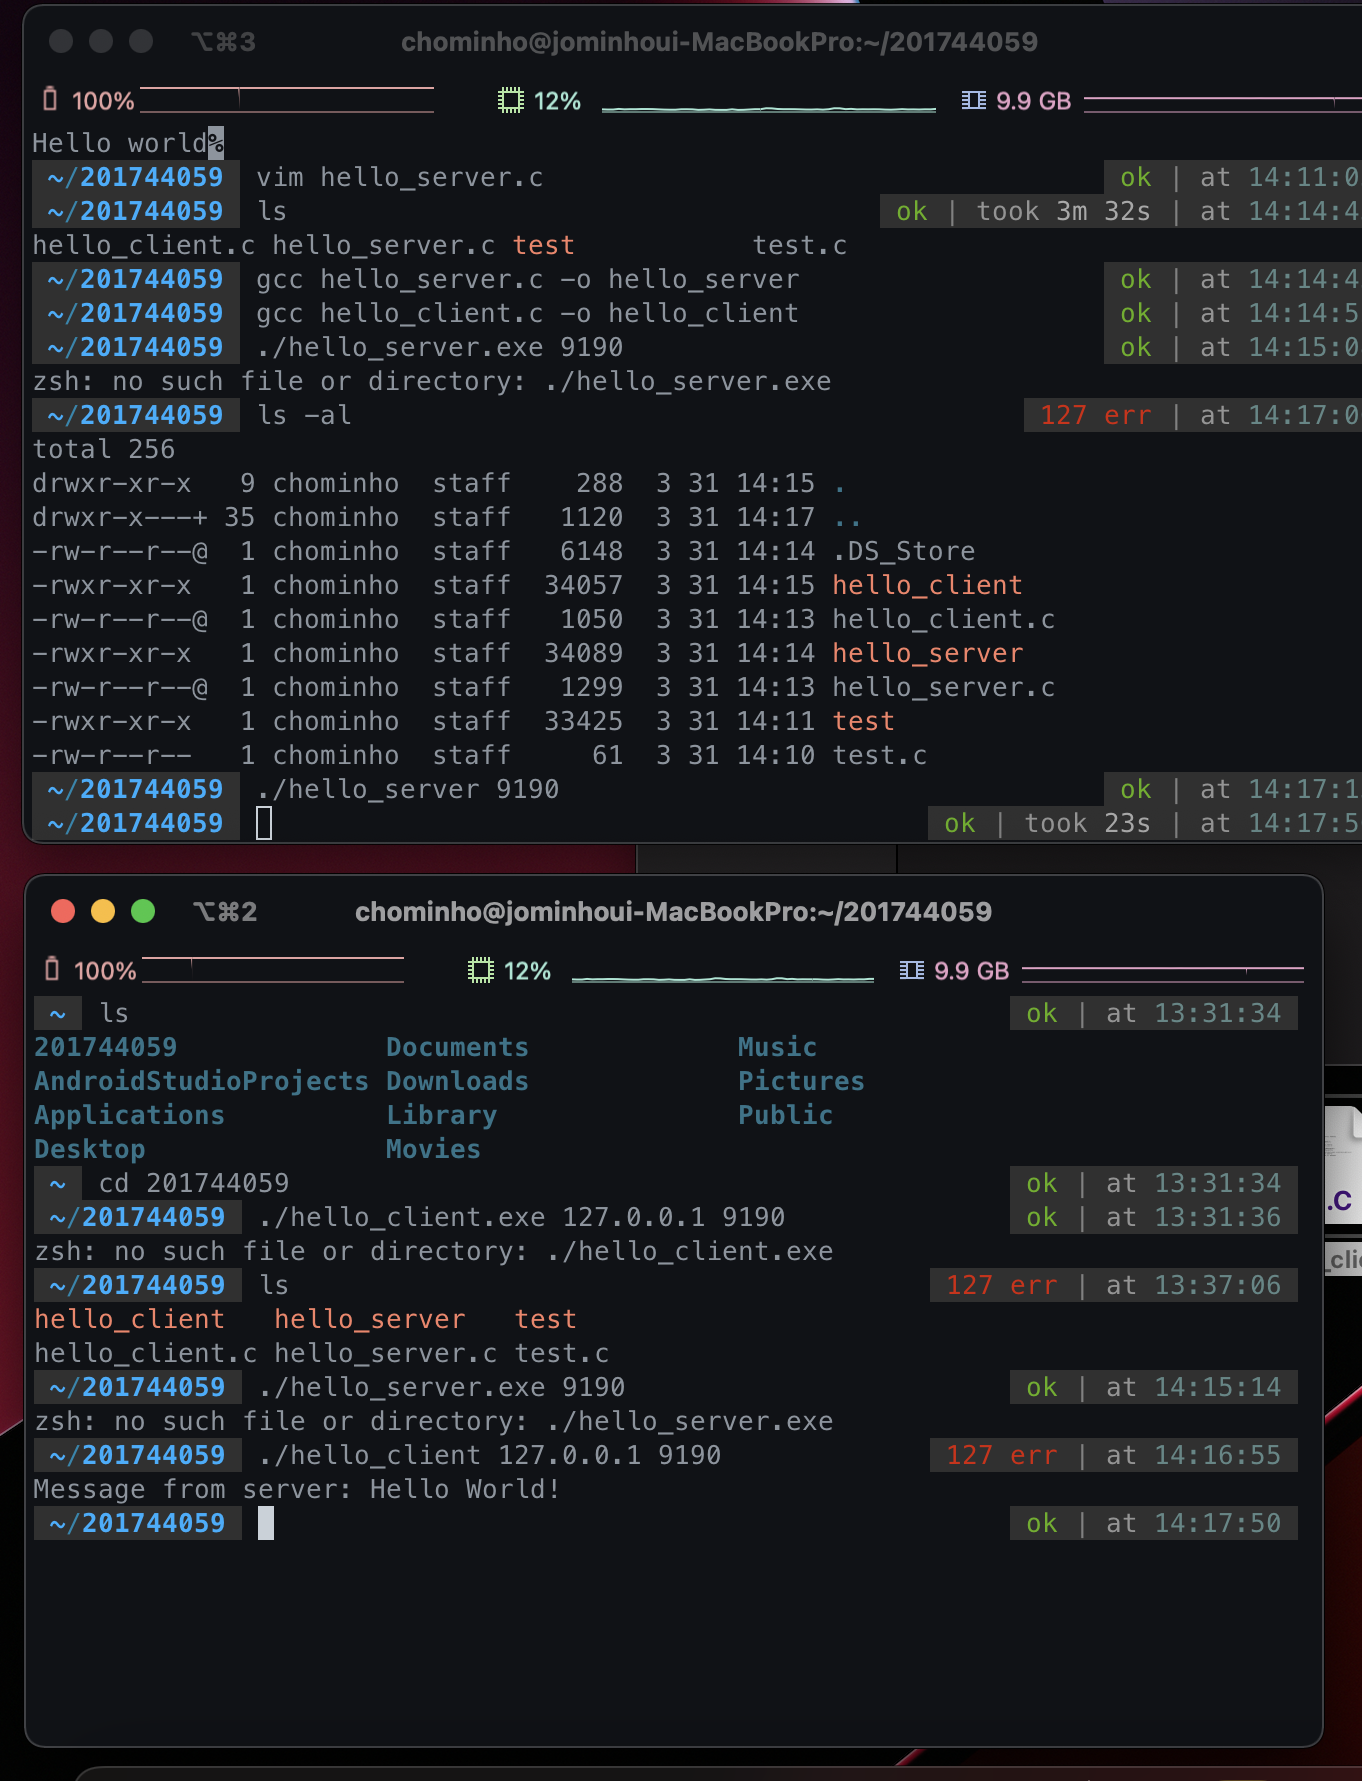 ⌥⌘3 chominho@jominhoui-MacBookPro:~/201744059
100% 12% 9.9 GB
Hello world%
~/201744059 vim hello_server.c ok | at 14:11:0
~/201744059 ls ok | took 3m 32s | at 14:14:4
hello_client.c hello_server.c test test.c
~/201744059 gcc hello_server.c -o hello_server ok | at 14:14:4
~/201744059 gcc hello_client.c -o hello_client ok | at 14:14:5
~/201744059 ./hello_server.exe 9190 ok | at 14:15:0
zsh: no such file or directory: ./hello_server.exe
~/201744059 ls -al 127 err | at 14:17:0
total 256
drwxr-xr-x 9 chominho staff 288 3 31 14:15 .
drwxr-x---+ 35 chominho staff 1120 3 31 14:17 ..
-rw-r--r--@ 1 chominho staff 6148 3 31 14:14 .DS_Store
-rwxr-xr-x 1 chominho staff 34057 3 31 14:15 hello_client
-rw-r--r--@ 1 chominho staff 1050 3 31 14:13 hello_client.c
-rwxr-xr-x 1 chominho staff 34089 3 31 14:14 hello_server
-rw-r--r--@ 1 chominho staff 1299 3 31 14:13 hello_server.c
-rwxr-xr-x 1 chominho staff 33425 3 31 14:11 test
-rw-r--r-- 1 chominho staff 61 3 31 14:10 test.c
~/201744059 ./hello_server 9190 ok | at 14:17:1
~/201744059 ok | took 23s | at 14:17:5
⌥⌘2 chominho@jominhoui-MacBookPro:~/201744059
100% 12% 9.9 GB
~ ls ok | at 13:31:34
201744059 Documents Music
AndroidStudioProjects Downloads Pictures
Applications Library Public
Desktop Movies
~ cd 201744059 ok | at 13:31:34
~/201744059 ./hello_client.exe 127.0.0.1 9190 ok | at 13:31:36
zsh: no such file or directory: ./hello_client.exe
~/201744059 ls 127 err | at 13:37:06
hello_client hello_server test
hello_client.c hello_server.c test.c
~/201744059 ./hello_server.exe 9190 ok | at 14:15:14
zsh: no such file or directory: ./hello_server.exe
~/201744059 ./hello_client 127.0.0.1 9190 127 err | at 14:16:55
Message from server: Hello World!
~/201744059 ok | at 14:17:50
.C
_clie